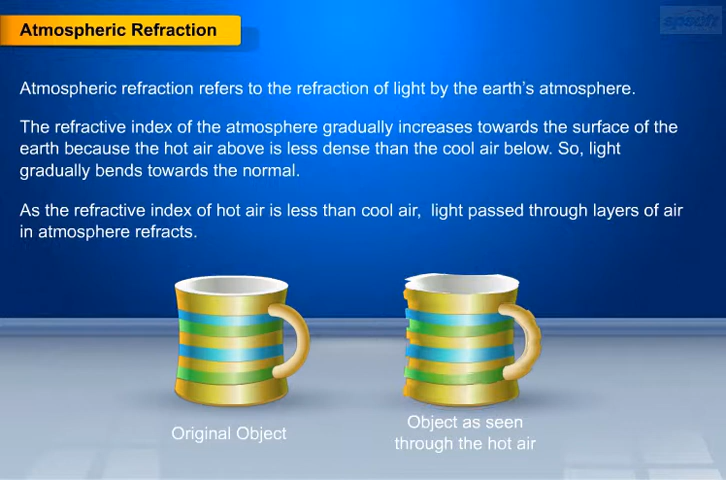 Atmospheric Refraction
spsoft
Atmospheric refraction refers to the refraction of light by the earth's atmosphere.
The refractive index of the atmosphere gradually increases towards the surface of the
earth because the hot air above is less dense than the cool air below. So, light
gradually bends towards the normal.
As the refractive index of hot air is less than cool air,  light passed through layers of air
in atmosphere refracts.
Original Object
Object as seen
through the hot air